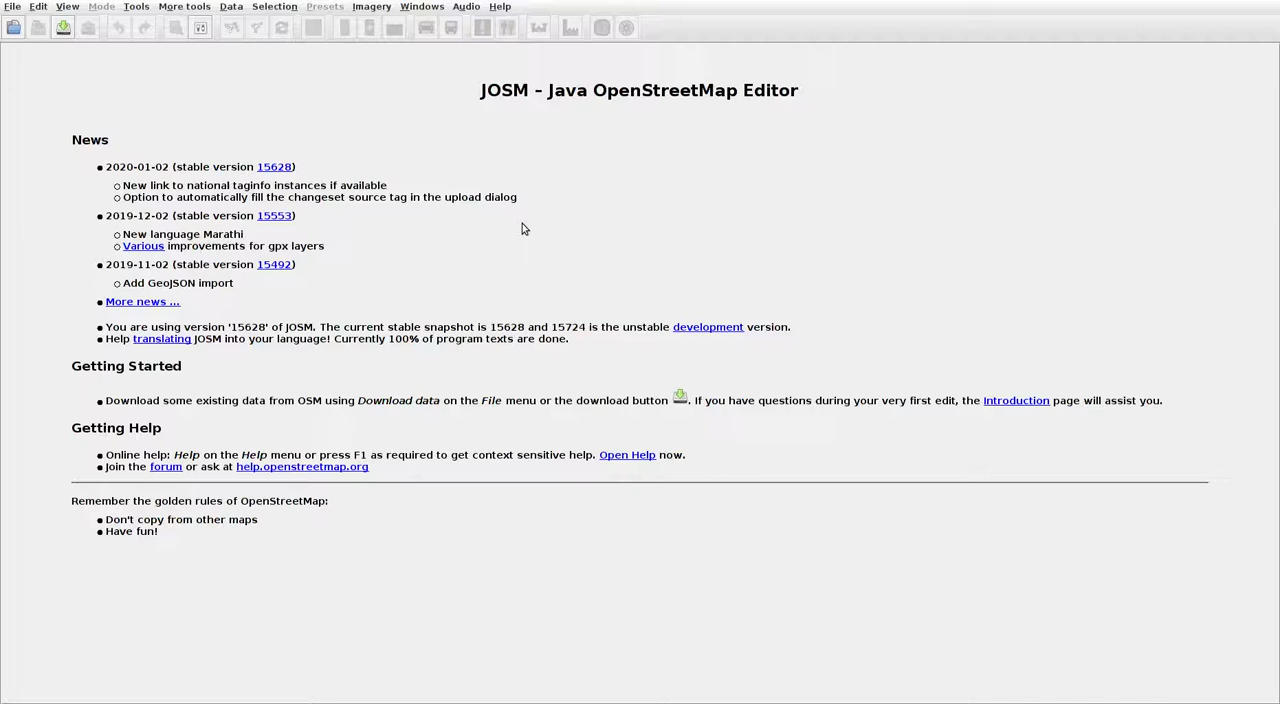 File Edit View Mode Tools More tools Data Selection Presets Imagery Windows Audio Help
JOSM – Java OpenStreetMap Editor
News
2020-01-02 (stable version 15628)
New link to national taginfo instances if available
Option to automatically fill the changeset source tag in the upload dialog
2019-12-02 (stable version 15553)
New language Marathi
Various improvements for gpx layers
2019-11-02 (stable version 15492)
Add GeoJSON import
More news ...
You are using version '15628' of JOSM. The current stable snapshot is 15628 and 15724 is the unstable development version.
Help translating JOSM into your language! Currently 100% of program texts are done.
Getting Started
Download some existing data from OSM using Download data on the File menu or the download button . If you have questions during your very first edit, the Introduction page will assist you.
Getting Help
Online help: Help on the Help menu or press F1 as required to get context sensitive help. Open Help now.
Join the forum or ask at help.openstreetmap.org
Remember the golden rules of OpenStreetMap:
Don't copy from other maps
Have fun!